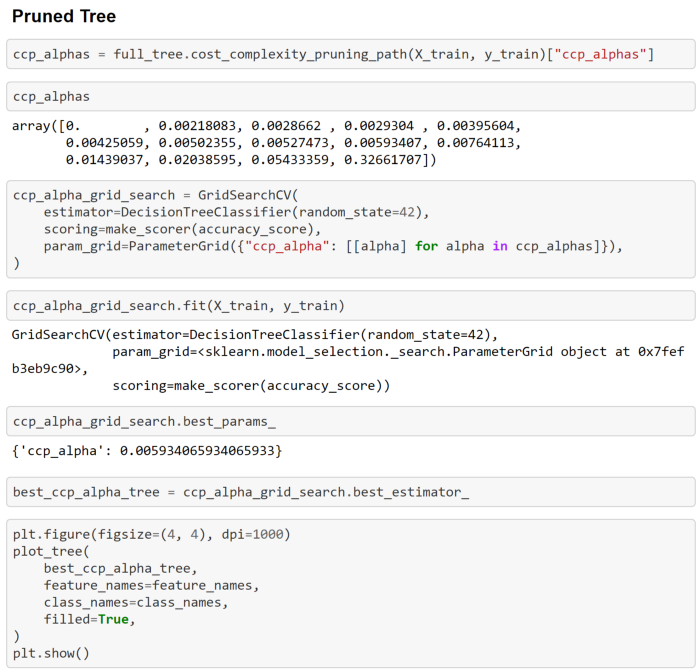 Pruned Tree
ccp_alphas = full_tree.cost_complexity_pruning_path(X_train, y_train)["ccp_alphas"]
ccp_alphas
array([0.        , 0.00218083, 0.0028662 , 0.0029304 , 0.00395604,
       0.00425059, 0.00502355, 0.00527473, 0.00593407, 0.00764113,
       0.01439037, 0.02038595, 0.05433359, 0.32661707])
ccp_alpha_grid_search = GridSearchCV(
    estimator=DecisionTreeClassifier(random_state=42),
    scoring=make_scorer(accuracy_score),
    param_grid=ParameterGrid({"ccp_alpha": [[alpha] for alpha in ccp_alphas]}),
)
ccp_alpha_grid_search.fit(X_train, y_train)
GridSearchCV(estimator=DecisionTreeClassifier(random_state=42),
             param_grid=<sklearn.model_selection._search.ParameterGrid object at 0x7fef
b3eb9c90>,
             scoring=make_scorer(accuracy_score))
ccp_alpha_grid_search.best_params_
{'ccp_alpha': 0.005934065934065933}
best_ccp_alpha_tree = ccp_alpha_grid_search.best_estimator_
plt.figure(figsize=(4, 4), dpi=1000)
plot_tree(
    best_ccp_alpha_tree,
    feature_names=feature_names,
    class_names=class_names,
    filled=True,
)
plt.show()